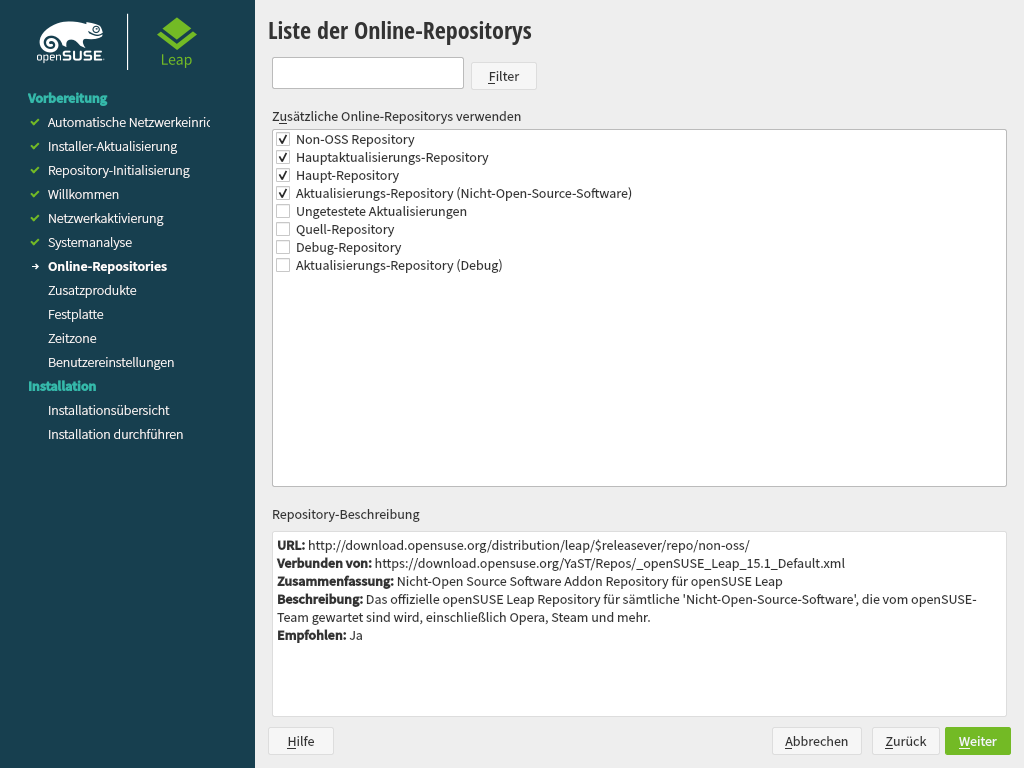 openSUSE
Leap
Vorbereitung
Automatische Netzwerkeinric
Installer-Aktualisierung
Repository-Initialisierung
Willkommen
Netzwerkaktivierung
Systemanalyse
Online-Repositories
Zusatzprodukte
Festplatte
Zeitzone
Benutzereinstellungen
Installation
Installationsübersicht
Installation durchführen
Liste der Online-Repositorys
Filter
Zusätzliche Online-Repositorys verwenden
Non-OSS Repository
Hauptaktualisierungs-Repository
Haupt-Repository
Aktualisierungs-Repository (Nicht-Open-Source-Software)
Ungetestete Aktualisierungen
Quell-Repository
Debug-Repository
Aktualisierungs-Repository (Debug)
Repository-Beschreibung
URL: http://download.opensuse.org/distribution/leap/$releasever/repo/non-oss/
Verbunden von: https://download.opensuse.org/YaST/Repos/_openSUSE_Leap_15.1_Default.xml
Zusammenfassung: Nicht-Open Source Software Addon Repository für openSUSE Leap
Beschreibung: Das offizielle openSUSE Leap Repository für sämtliche 'Nicht-Open-Source-Software', die vom openSUSE-
Team gewartet sind wird, einschließlich Opera, Steam und mehr.
Empfohlen: Ja
Hilfe
Abbrechen
Zurück
Weiter